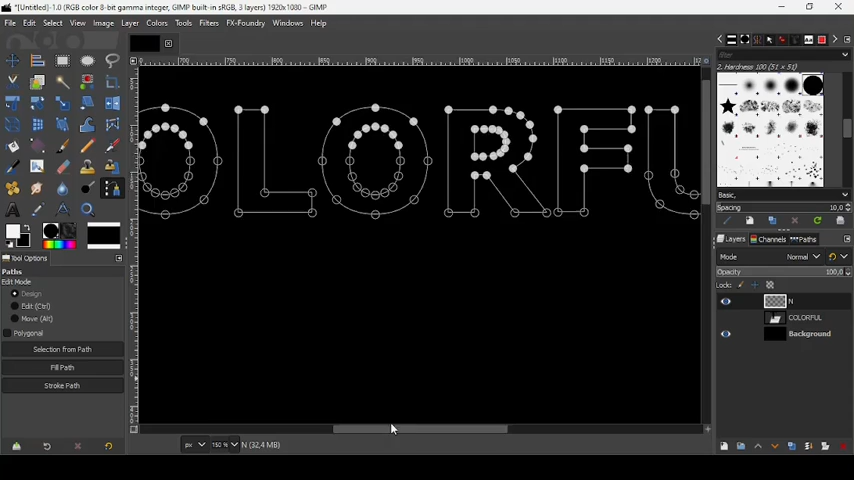 *[Untitled]-1.0 (RGB color 8-bit gamma integer, GIMP built-in sRGB, 3 layers) 1920x1080 – GIMP
File Edit Select View Image Layer Colors Tools Filters FX-Foundry Windows Help
filter
2. Hardness 100 (51 x 51)
OLORFU
Basic,
Spacing 10,0
Tool Options
Layers Channels Paths
Paths
Edit Mode
Mode Normal
Design
Opacity 100,0
Edit (Ctrl)
Lock:
Move (Alt)
N
Polygonal
COLORFUL
Selection from Path
Background
Fill Path
Stroke Path
px 150 % N (32,4 MB)